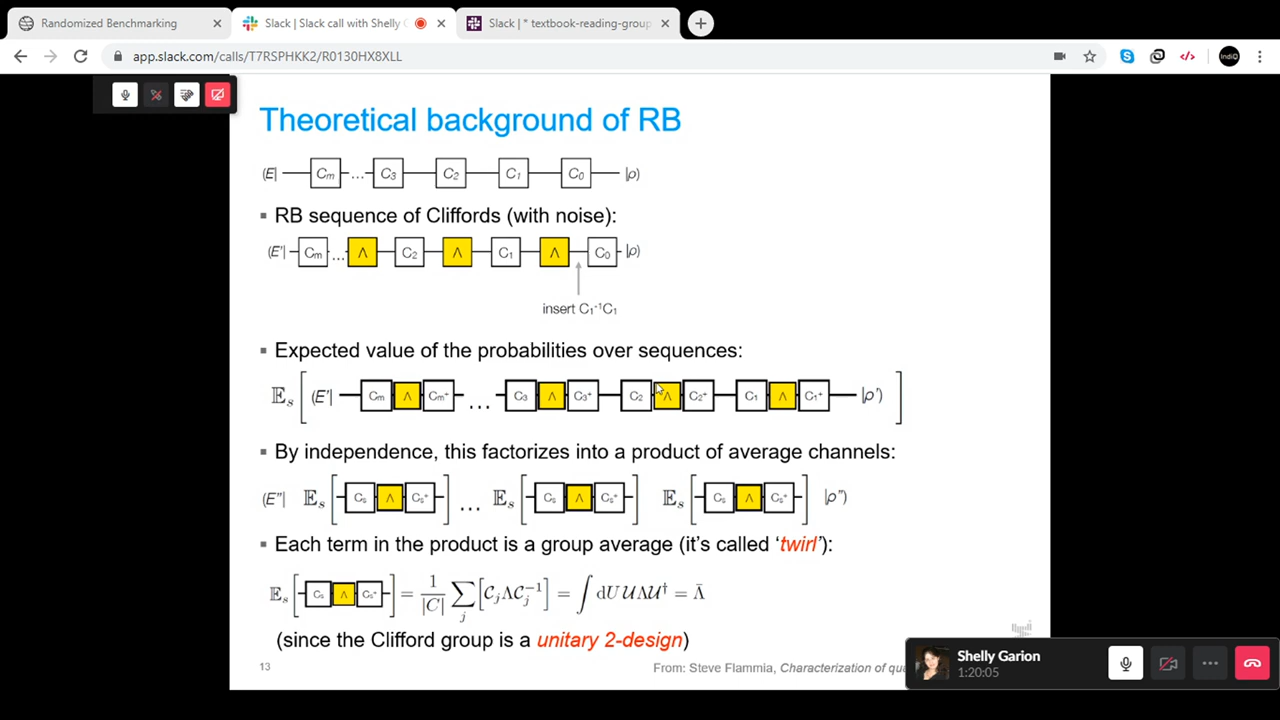 Randomized Benchmarking
Slack | Slack call with Shelly G
Slack | * textbook-reading-group
app.slack.com/calls/T7RSPHKK2/R0130HX8XLL
IndiQ
Theoretical background of RB
(E| Cm ... C3 C2 C1 C0 |ρ)
▪ RB sequence of Cliffords (with noise):
(E'| Cm ... Λ C2 Λ C1 Λ C0 |ρ)
insert C₁⁻¹C₁
▪ Expected value of the probabilities over sequences:
𝔼s [ (E'| Cm Λ Cm⁺ ... C3 Λ C3⁺ C2 Λ C2⁺ C1 Λ C1⁺ |ρ') ]
▪ By independence, this factorizes into a product of average channels:
(E''| 𝔼s [ Cs Λ Cs⁺ ] ... 𝔼s [ Cs Λ Cs⁺ ] 𝔼s [ Cs Λ Cs⁺ ] |ρ'')
▪ Each term in the product is a group average (it's called 'twirl'):
𝔼s [ Cs Λ Cs⁺ ] = 1/|C| ∑j [𝒞jΛ𝒞j⁻¹] = ∫ d𝑈 𝒰Λ𝒰† = Λ̄
(since the Clifford group is a unitary 2-design)
13
From: Steve Flammia, Characterization of qua
Shelly Garion
1:20:05